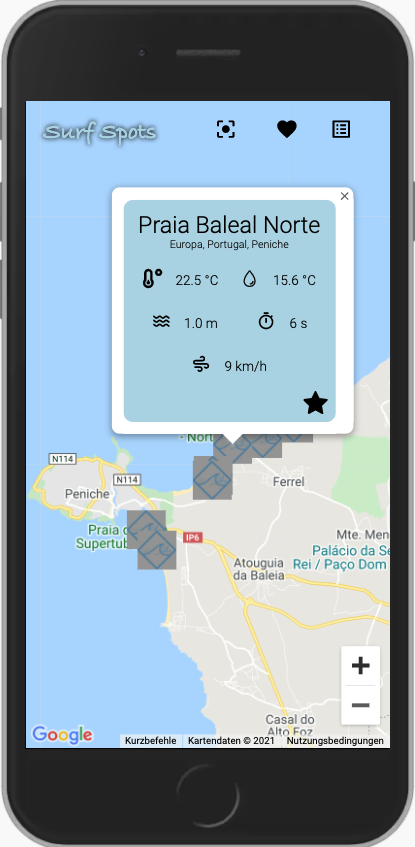 Surf Spots
×
Praia Baleal Norte
Europa, Portugal, Peniche
22.5 °C
15.6 °C
1.0 m
6 s
9 km/h
- Nort
N114
N114
Peniche
Ferrel
Praia d
Supertub
IP6
Mte. Men
Atouguia
da Baleia
Palácio da Se
Rei / Paço Dom
+
−
Casal do
Alto Foz
Google
Kurzbefehle
Kartendaten © 2021
Nutzungsbedingungen